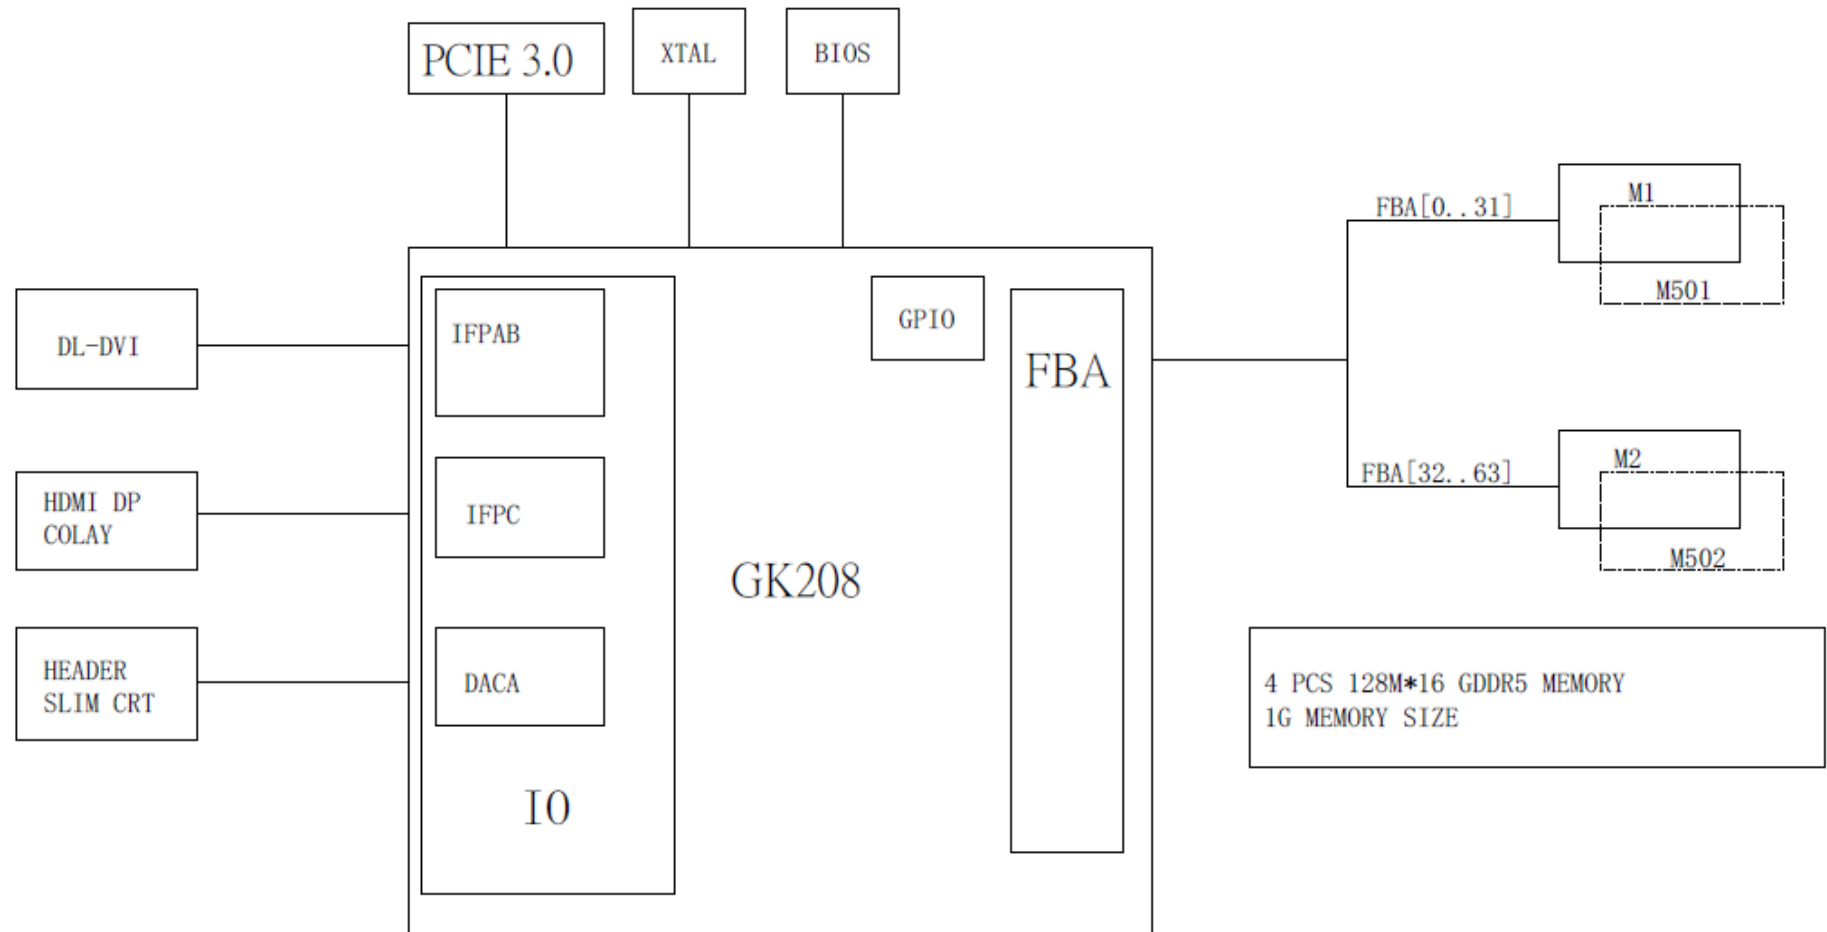 PCIE 3.0
XTAL
BIOS
M1
FBA[0..31]
M501
GPIO
IFPAB
DL-DVI
FBA
M2
FBA[32..63]
HDMI DP
COLAY
IFPC
M502
GK208
HEADER
SLIM CRT
DACA
4 PCS 128M*16 GDDR5 MEMORY
1G MEMORY SIZE
IO